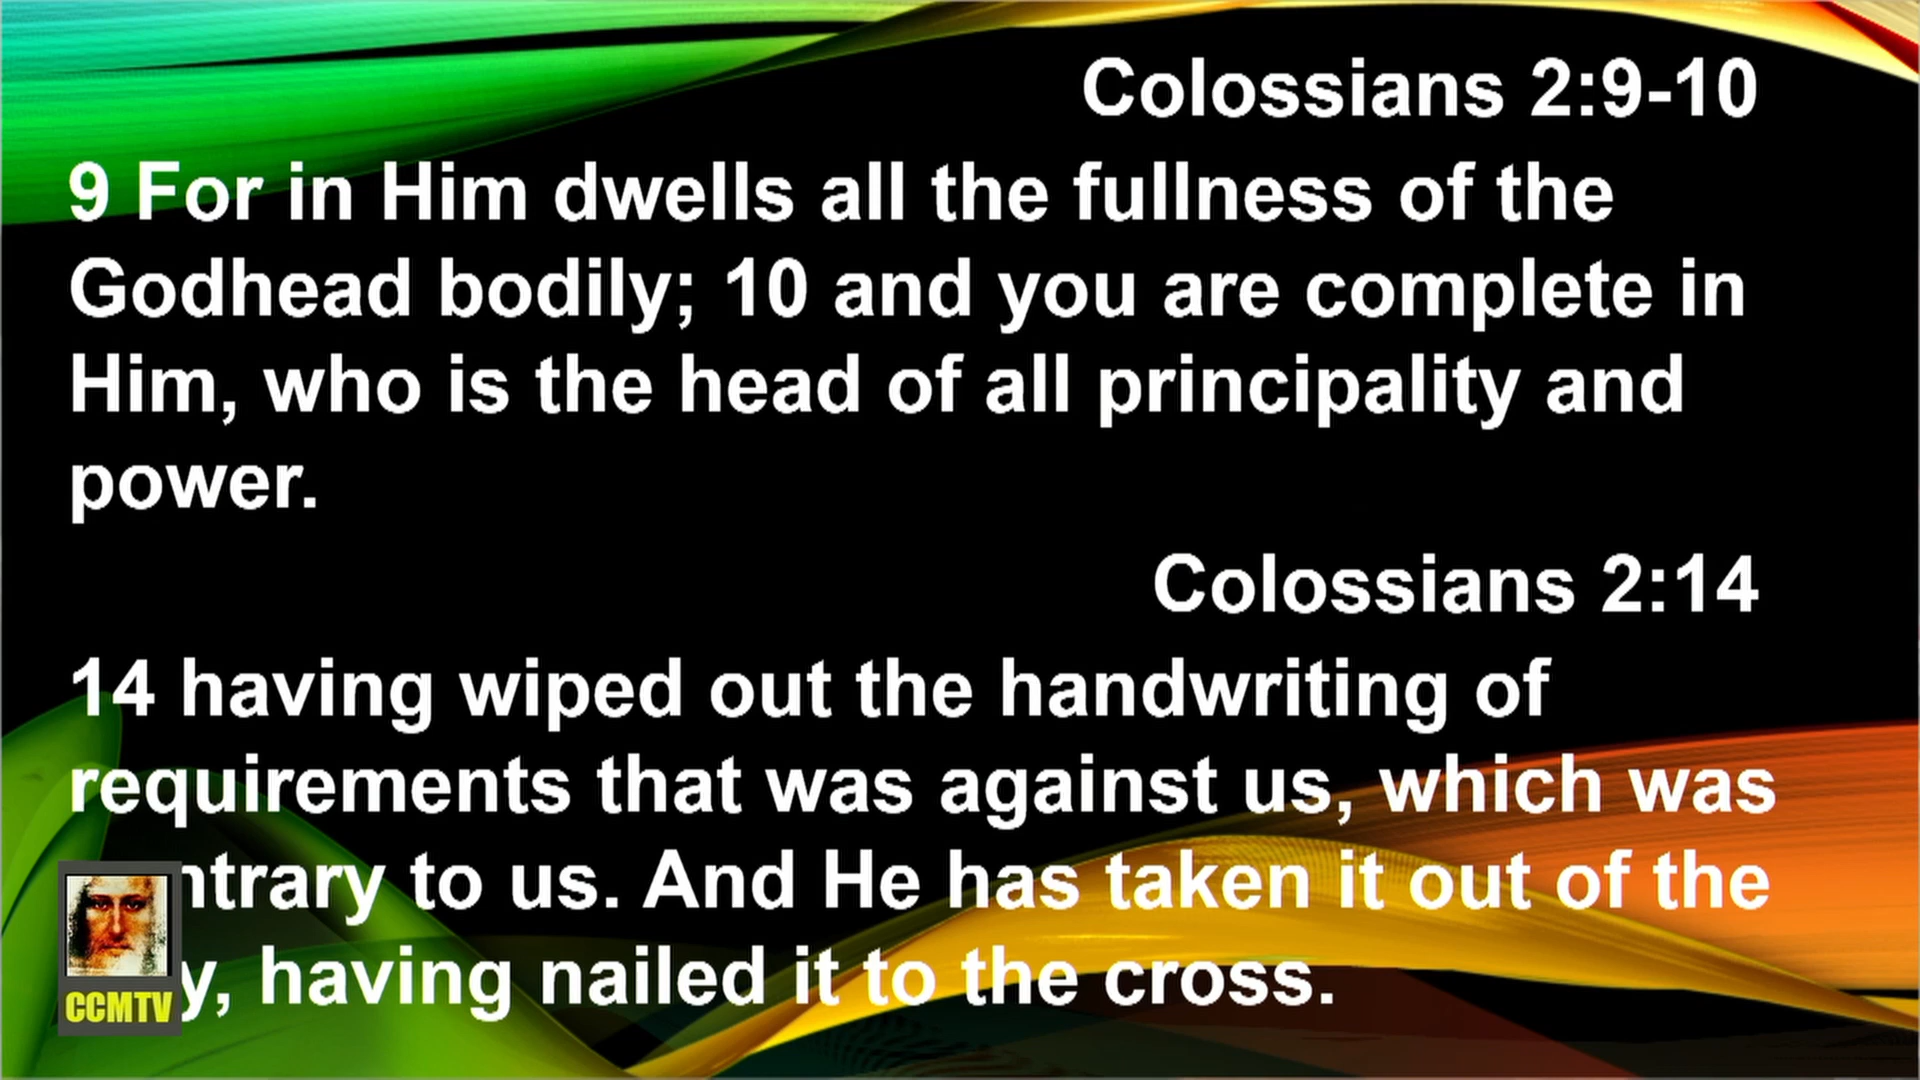 Colossians 2:9-10
9 For in Him dwells all the fullness of the
Godhead bodily; 10 and you are complete in
Him, who is the head of all principality and
power.
Colossians 2:14
14 having wiped out the handwriting of
requirements that was against us, which was
ntrary to us. And He has taken it out of the
y, having nailed it to the cross.
CCMTV